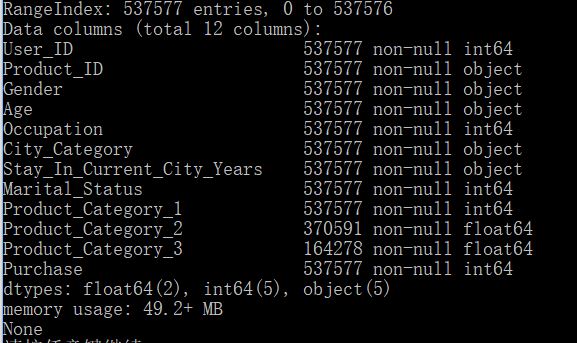 RangeIndex: 537577 entries, 0 to 537576
Data columns (total 12 columns):
User_ID                       537577 non-null int64
Product_ID                    537577 non-null object
Gender                        537577 non-null object
Age                           537577 non-null object
Occupation                    537577 non-null int64
City_Category                 537577 non-null object
Stay_In_Current_City_Years    537577 non-null object
Marital_Status                537577 non-null int64
Product_Category_1            537577 non-null int64
Product_Category_2            370591 non-null float64
Product_Category_3            164278 non-null float64
Purchase                      537577 non-null int64
dtypes: float64(2), int64(5), object(5)
memory usage: 49.2+ MB
None